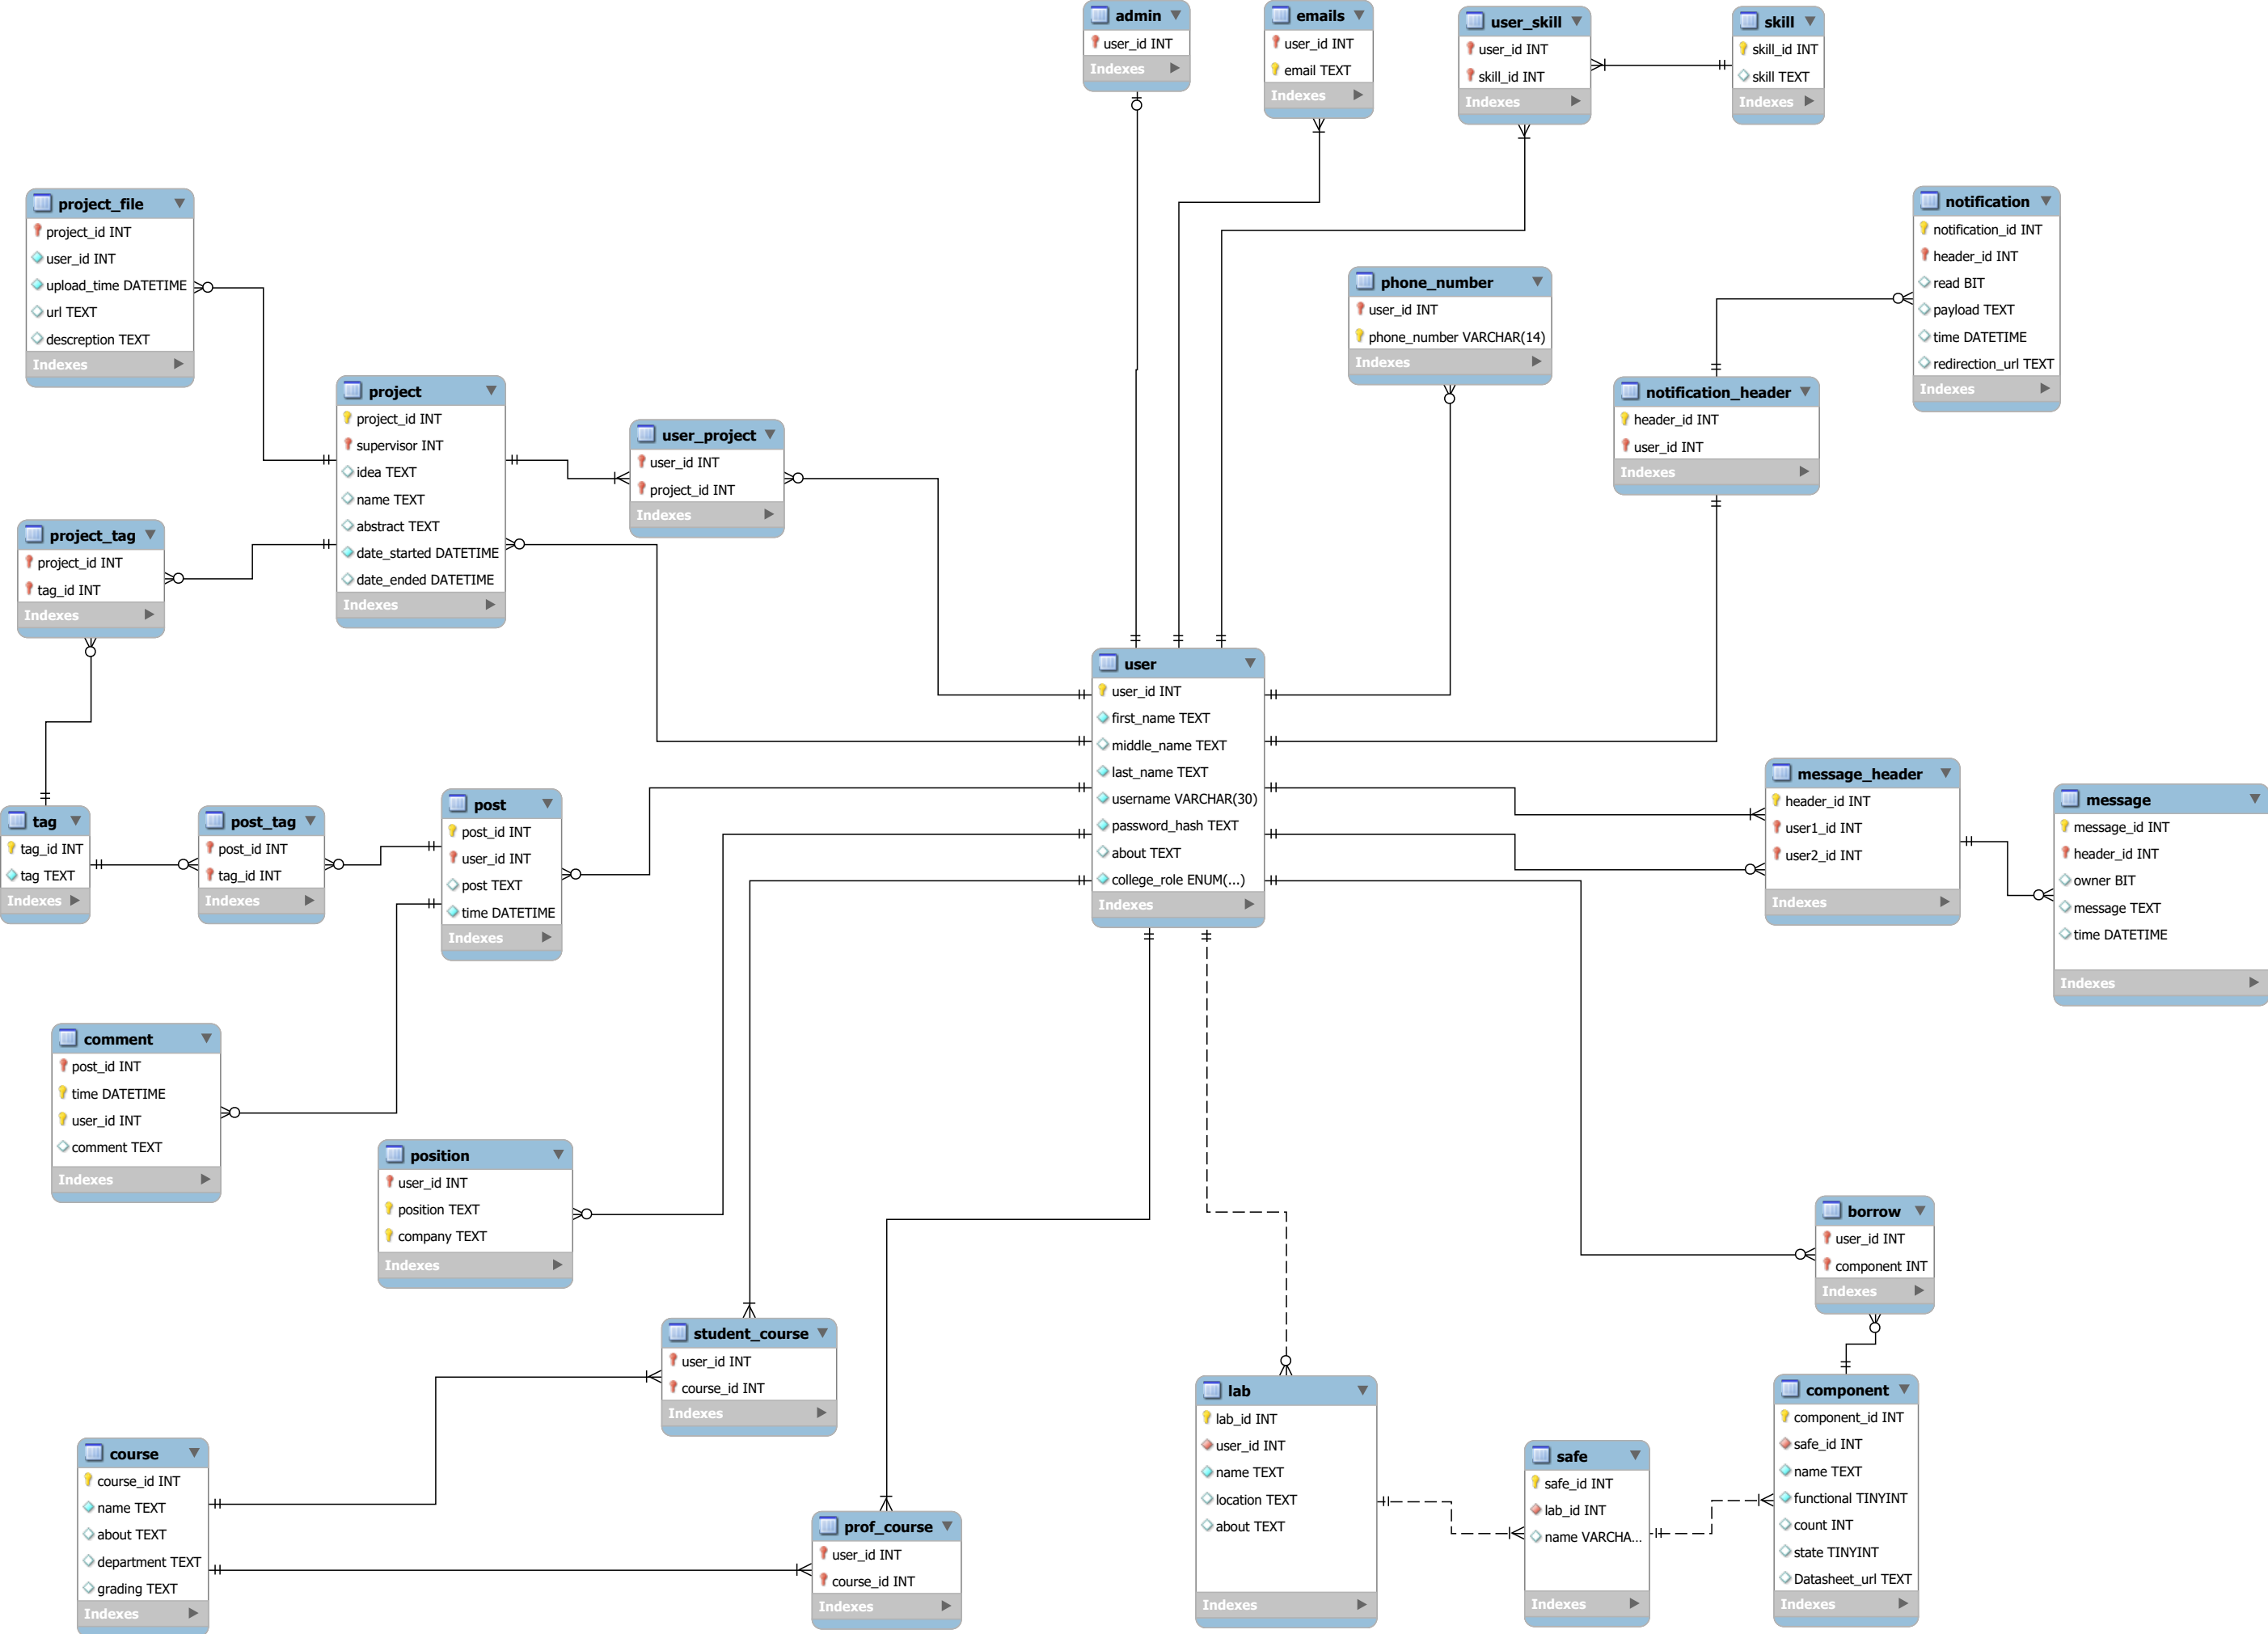 admin
user_id INT
Indexes
emails
user_id INT
email TEXT
Indexes
user_skill
user_id INT
skill_id INT
Indexes
skill
skill_id INT
skill TEXT
Indexes
project_file
project_id INT
user_id INT
upload_time DATETIME
url TEXT
descreption TEXT
Indexes
notification
notification_id INT
header_id INT
read BIT
payload TEXT
time DATETIME
redirection_url TEXT
Indexes
phone_number
user_id INT
phone_number VARCHAR(14)
Indexes
project
project_id INT
supervisor INT
idea TEXT
name TEXT
abstract TEXT
date_started DATETIME
date_ended DATETIME
Indexes
user_project
user_id INT
project_id INT
Indexes
notification_header
header_id INT
user_id INT
Indexes
project_tag
project_id INT
tag_id INT
Indexes
user
user_id INT
first_name TEXT
middle_name TEXT
last_name TEXT
username VARCHAR(30)
password_hash TEXT
about TEXT
college_role ENUM(...)
Indexes
message_header
header_id INT
user1_id INT
user2_id INT
Indexes
message
message_id INT
header_id INT
owner BIT
message TEXT
time DATETIME
Indexes
tag
tag_id INT
tag TEXT
Indexes
post_tag
post_id INT
tag_id INT
Indexes
post
post_id INT
user_id INT
post TEXT
time DATETIME
Indexes
comment
post_id INT
time DATETIME
user_id INT
comment TEXT
Indexes
position
user_id INT
position TEXT
company TEXT
Indexes
borrow
user_id INT
component INT
Indexes
student_course
user_id INT
course_id INT
Indexes
lab
lab_id INT
user_id INT
name TEXT
location TEXT
about TEXT
Indexes
component
component_id INT
safe_id INT
name TEXT
functional TINYINT
count INT
state TINYINT
Datasheet_url TEXT
Indexes
course
course_id INT
name TEXT
about TEXT
department TEXT
grading TEXT
Indexes
safe
safe_id INT
lab_id INT
name VARCHA...
Indexes
prof_course
user_id INT
course_id INT
Indexes